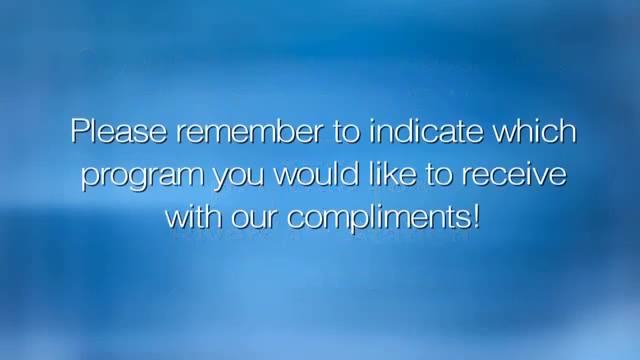 Please remember to indicate which
program you would like to receive
with our compliments!